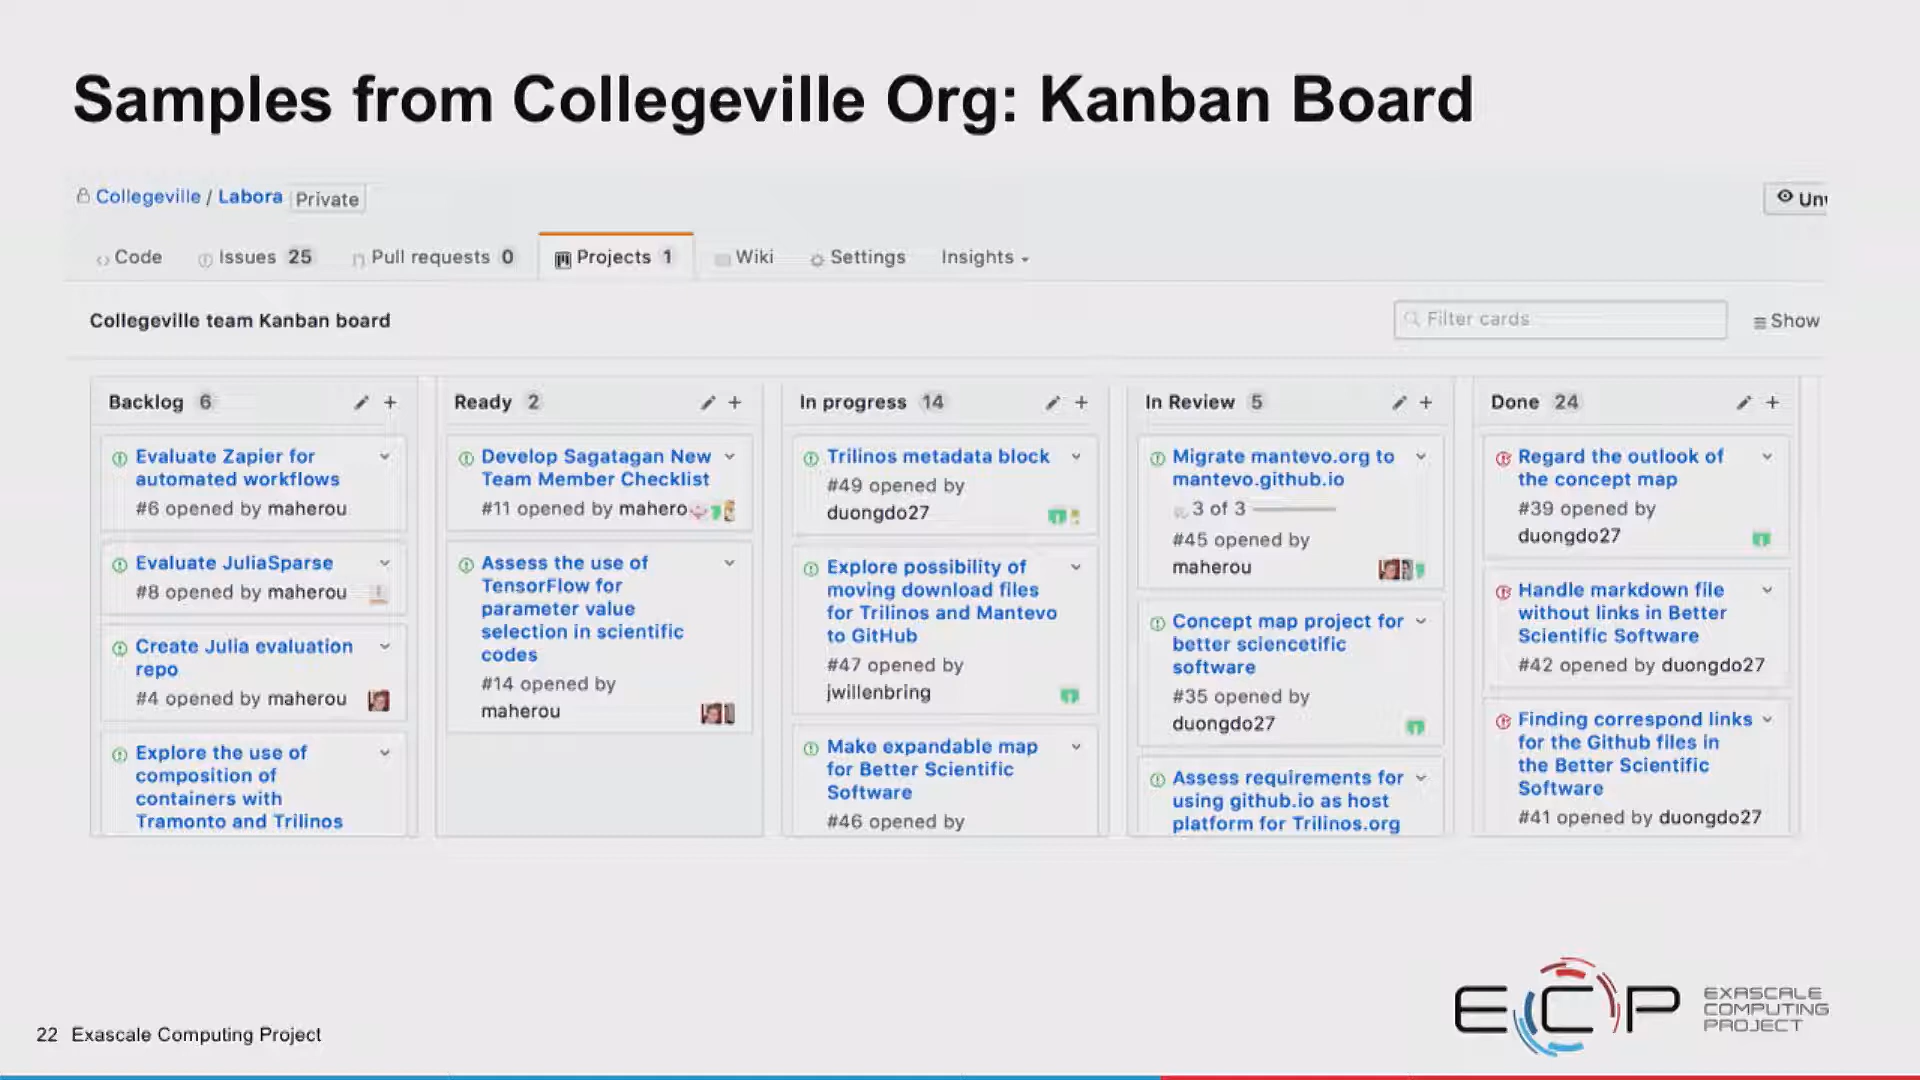 Samples from Collegeville Org: Kanban Board
Collegeville / Labora Private
Code Issues 25 Pull requests 0 Projects 1 Wiki Settings Insights
Collegeville team Kanban board
Filter cards
Show
Backlog 6
Evaluate Zapier for
automated workflows
#6 opened by maherou
Evaluate JuliaSparse
#8 opened by maherou
Create Julia evaluation
repo
#4 opened by maherou
Explore the use of
composition of
containers with
Tramonto and Trilinos
Ready 2
Develop Sagatagan New
Team Member Checklist
#11 opened by mahero
Assess the use of
TensorFlow for
parameter value
selection in scientific
codes
#14 opened by
maherou
In progress 14
Trilinos metadata block
#49 opened by
duongdo27
Explore possibility of
moving download files
for Trilinos and Mantevo
to GitHub
#47 opened by
jwillenbring
Make expandable map
for Better Scientific
Software
#46 opened by
In Review 5
Migrate mantevo.org to
mantevo.github.io
3 of 3
#45 opened by
maherou
Concept map project for
better sciencetific
software
#35 opened by
duongdo27
Assess requirements for
using github.io as host
platform for Trilinos.org
Done 24
Regard the outlook of
the concept map
#39 opened by
duongdo27
Handle markdown file
without links in Better
Scientific Software
#42 opened by duongdo27
Finding correspond links
for the Github files in
the Better Scientific
Software
#41 opened by duongdo27
22 Exascale Computing Project
ECP
EXASCALE
COMPUTING
PROJECT